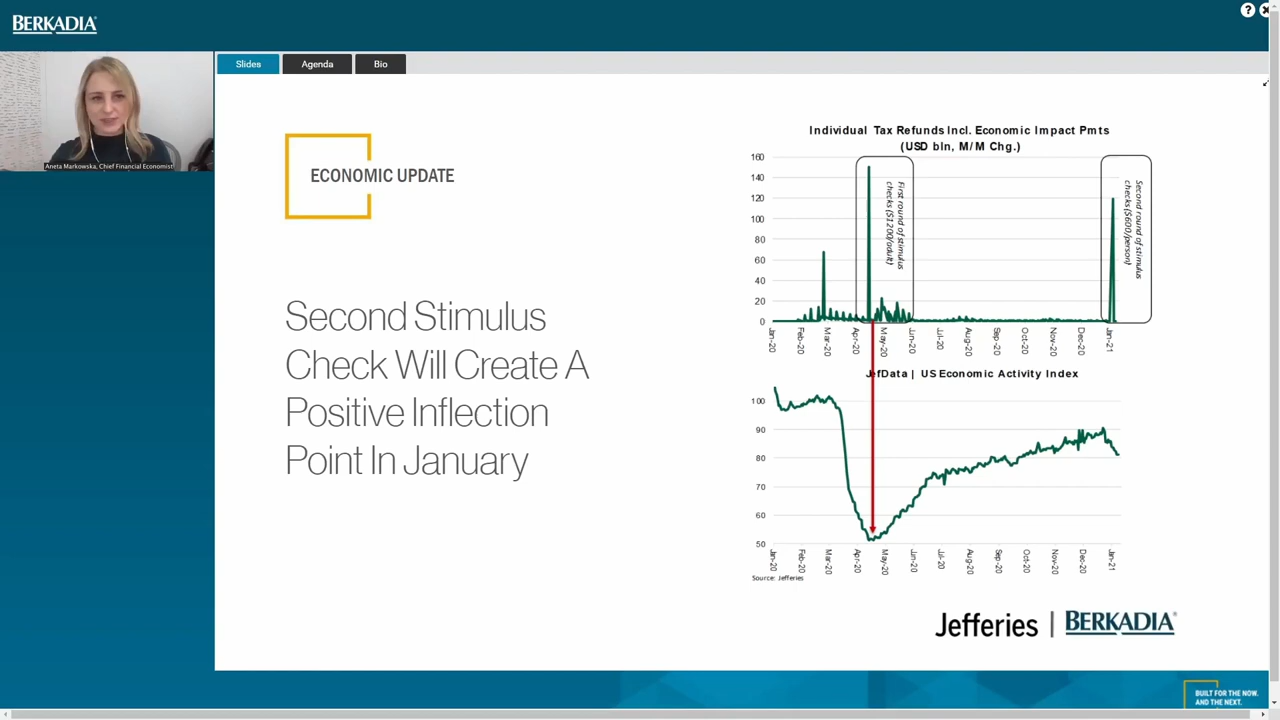 BERKADIA
?
Slides
Agenda
Bio
Aneta Markowska, Chief Financial Economist
ECONOMIC UPDATE
Second Stimulus
Check Will Create A
Positive Inflection
Point In January
Individual Tax Refunds Incl. Economic Impact Pmts
(USD bln, M/M Chg.)
160
140
120
100
80
60
40
20
0
First round of stimulus
checks ($1200/adult)
Second round of stimulus
checks ($600/person)
Jan-20
Feb-20
Mar-20
Apr-20
May-20
Jun-20
Jul-20
Aug-20
Sep-20
Oct-20
Nov-20
Dec-20
Jan-21
JefData | US Economic Activity Index
100
90
80
70
60
50
Jan-20
Feb-20
Mar-20
Apr-20
May-20
Jun-20
Jul-20
Aug-20
Sep-20
Oct-20
Nov-20
Dec-20
Jan-21
Source: Jefferies
Jefferies | BERKADIA®
BUILT FOR THE NOW.
AND THE NEXT.